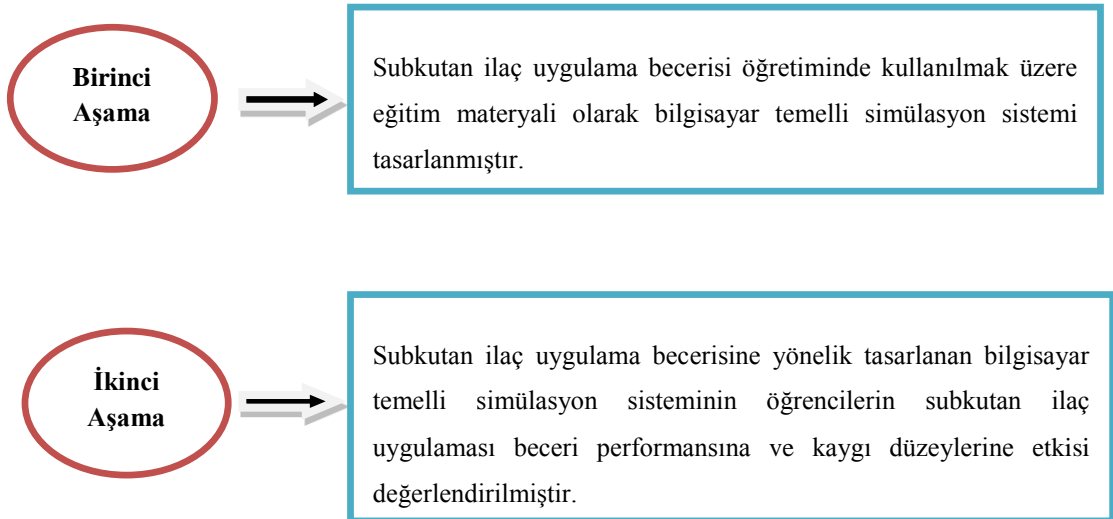 Birinci
Aşama
Subkutan ilaç uygulama becerisi öğretiminde kullanılmak üzere
eğitim materyali olarak bilgisayar temelli simülasyon sistemi
tasarlanmıştır.
İkinci
Aşama
Subkutan ilaç uygulama becerisine yönelik tasarlanan bilgisayar
temelli simülasyon sisteminin öğrencilerin subkutan ilaç
uygulaması beceri performansına ve kaygı düzeylerine etkisi
değerlendirilmiştir.